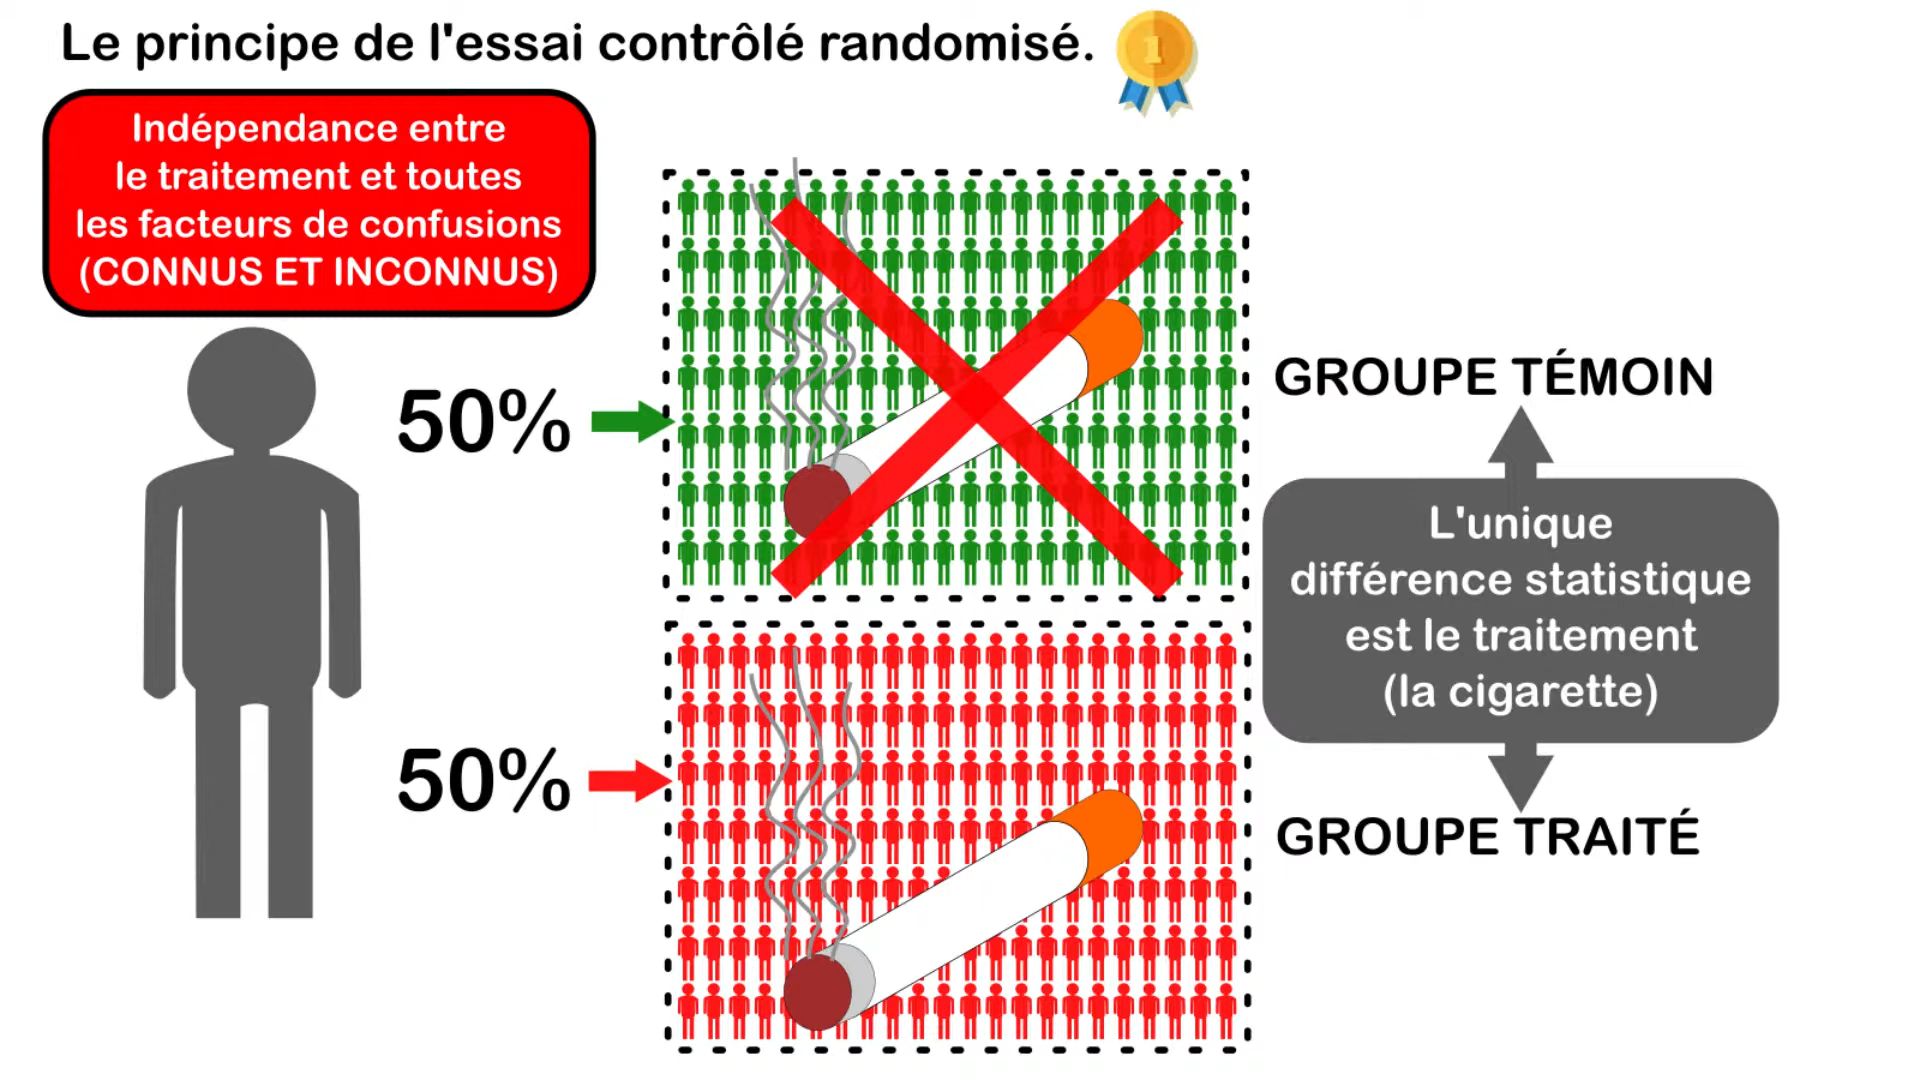 Le principe de l'essai contrôlé randomisé.
1
Indépendance entre
le traitement et toutes
les facteurs de confusions
(CONNUS ET INCONNUS)
50%
50%
GROUPE TÉMOIN
L'unique
différence statistique
est le traitement
(la cigarette)
GROUPE TRAITÉ